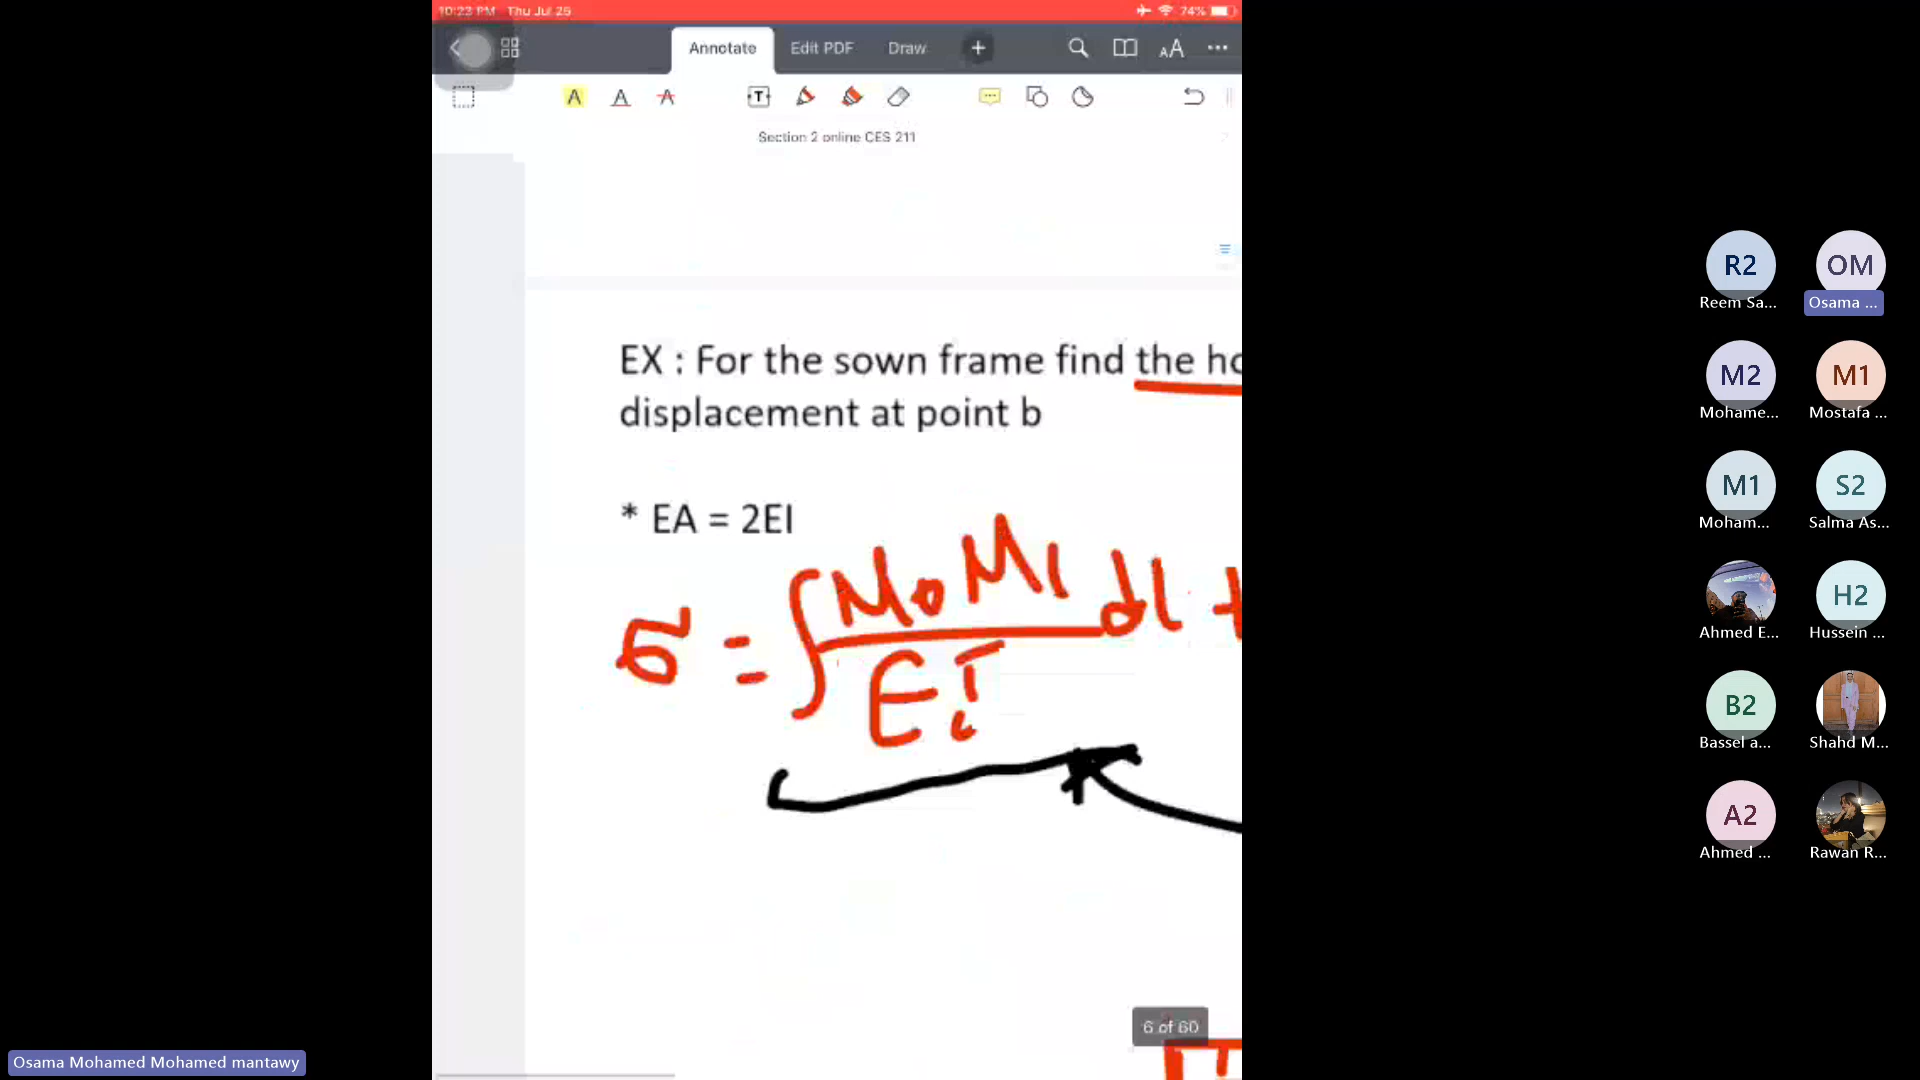 10:23 PM Thu Jul 25
74%
Annotate Edit PDF Draw +
A A A T
Section 2 online CES 211
EX : For the sown frame find the ho
displacement at point b
* EA = 2EI
δ = ∫ M0 M1 dl +
EI
6 of 60
R2 OM
Reem Sa... Osama ...
M2 M1
Mohame... Mostafa ...
M1 S2
Moham... Salma As...
H2
Ahmed E... Hussein ...
B2
Bassel a... Shahd M...
A2
Ahmed ... Rawan R...
Osama Mohamed Mohamed mantawy